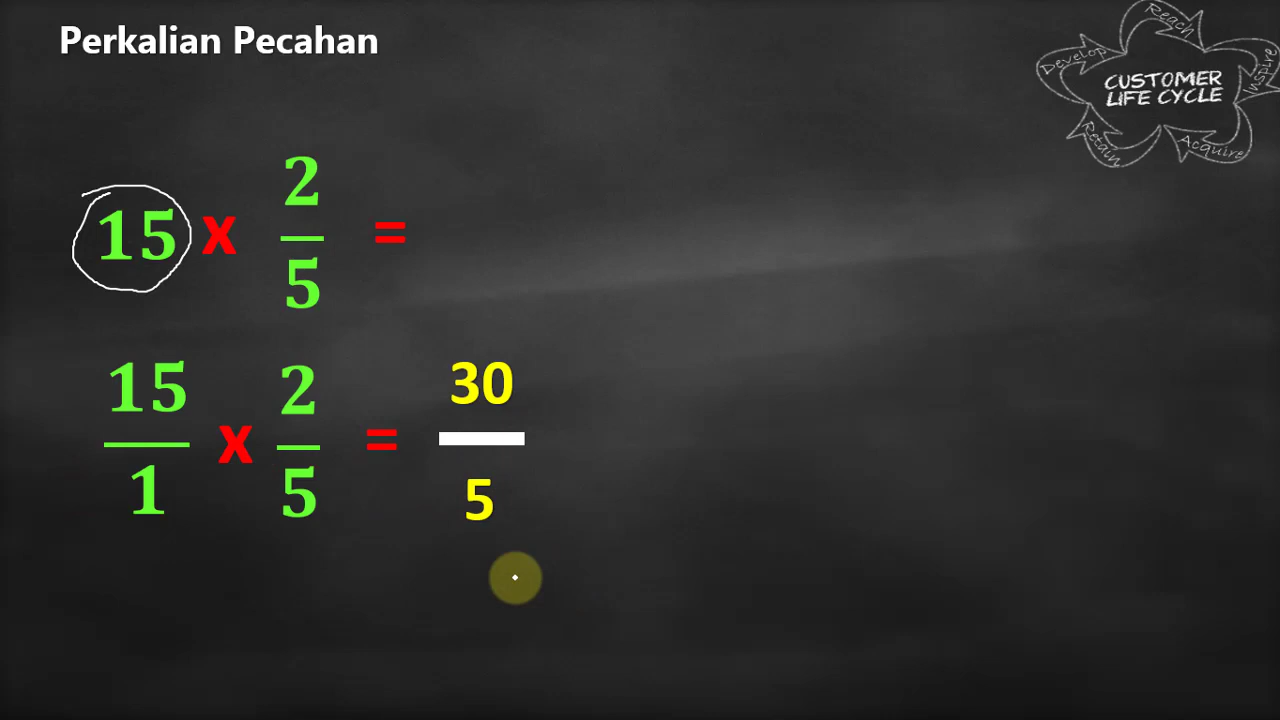 Perkalian Pecahan
Reach
Develop
Inspire
CUSTOMER
LIFE CYCLE
Retain
Acquire
15 x 2/5 =
15/1 x 2/5 = 30/5